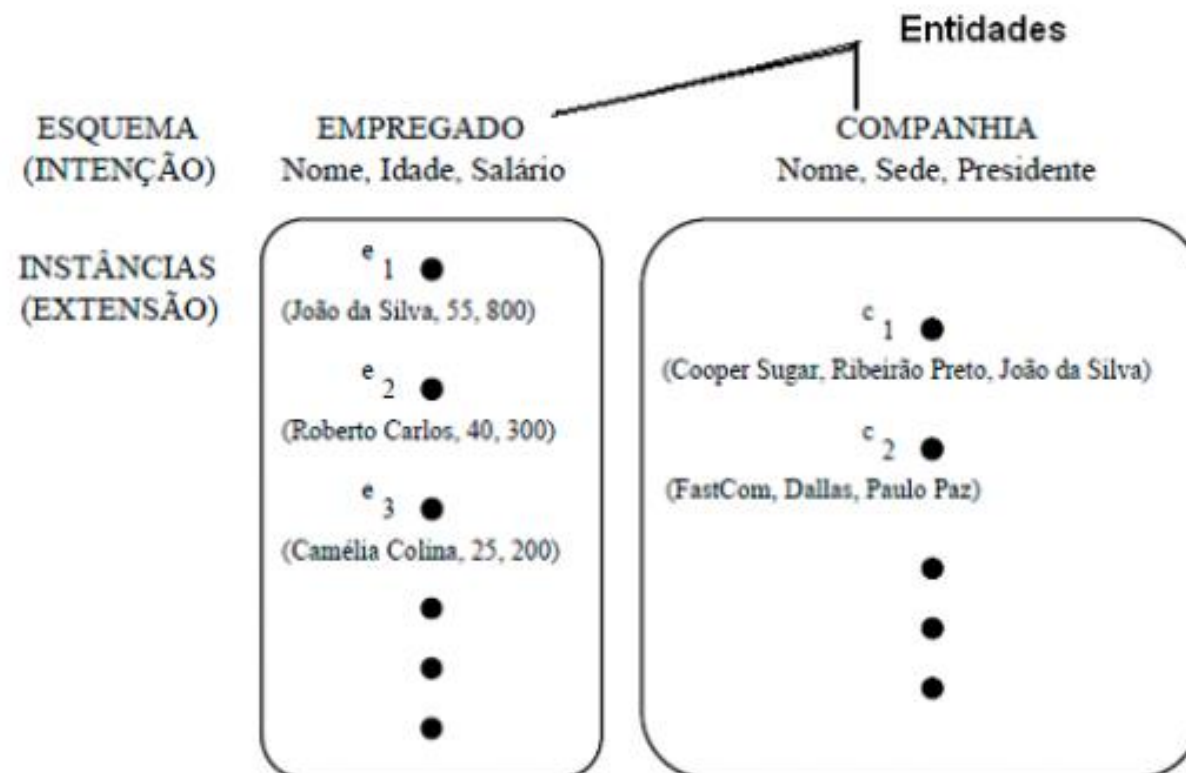 Entidades
ESQUEMA
(INTENÇÃO)
EMPREGADO
Nome, Idade, Salário
COMPANHIA
Nome, Sede, Presidente
INSTÂNCIAS
(EXTENSÃO)
e 1
(João da Silva, 55, 800)
e 2
(Roberto Carlos, 40, 300)
e 3
(Camélia Colina, 25, 200)
c 1
(Cooper Sugar, Ribeirão Preto, João da Silva)
c 2
(FastCom, Dallas, Paulo Paz)